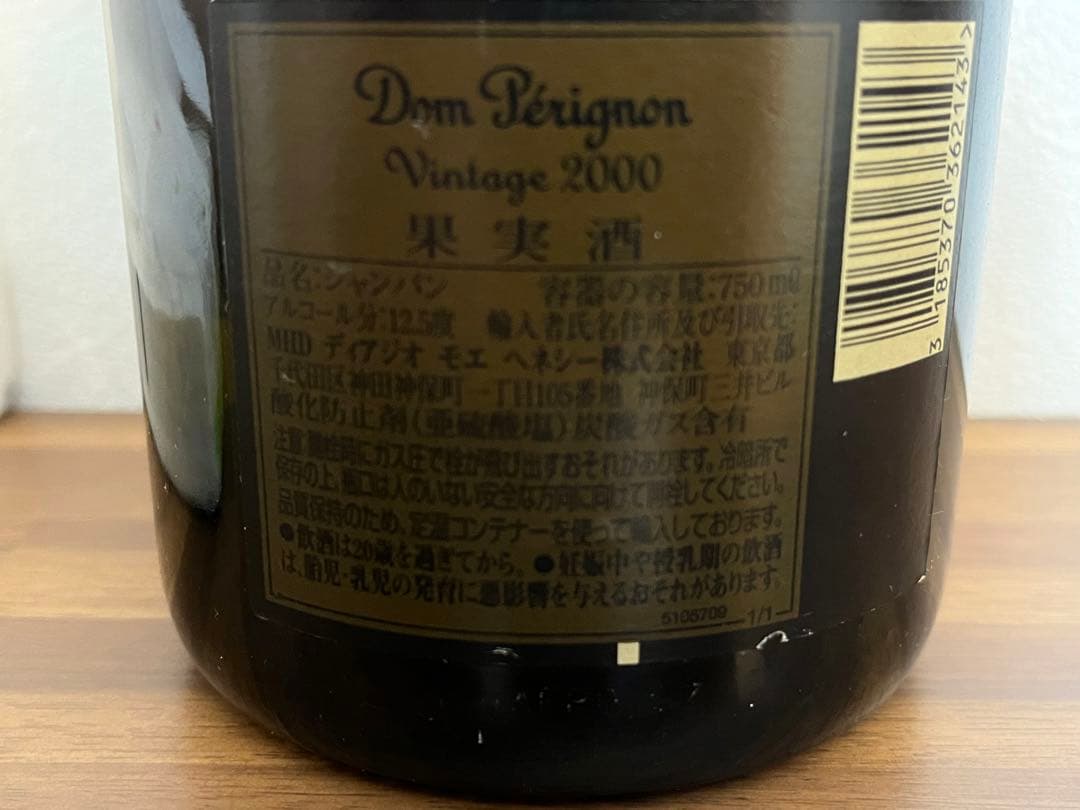 Dom Pérignon
Vintage 2000
果実酒
品名:シャンパン 容器の容量:750mℓ
アルコール分:12.5度 輸入者氏名住所及び引取先:
MHD ディアジオ モエ ヘネシー株式会社 東京都
千代田区神田神保町一丁目105番地 神保町三井ビル
酸化防止剤(亜硫酸塩)炭酸ガス含有
注意:開栓時にガス圧で栓が飛び出すおそれがあります。冷暗所で
保存の上、瓶口は人のいない安全な方向に向けて開栓してください。
品質保持のため、定温コンテナーを使って輸入しております。
●飲酒は20歳を過ぎてから。●妊娠中や授乳期の飲酒
は、胎児・乳児の発育に悪影響を与えるおそれがあります。
5105709 —1/1—
3 185370 362143 >